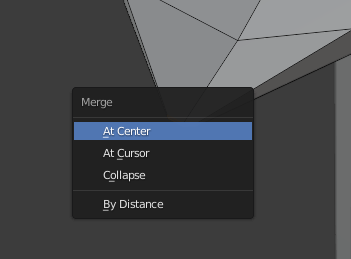 Merge
At Center
At Cursor
Collapse
By Distance